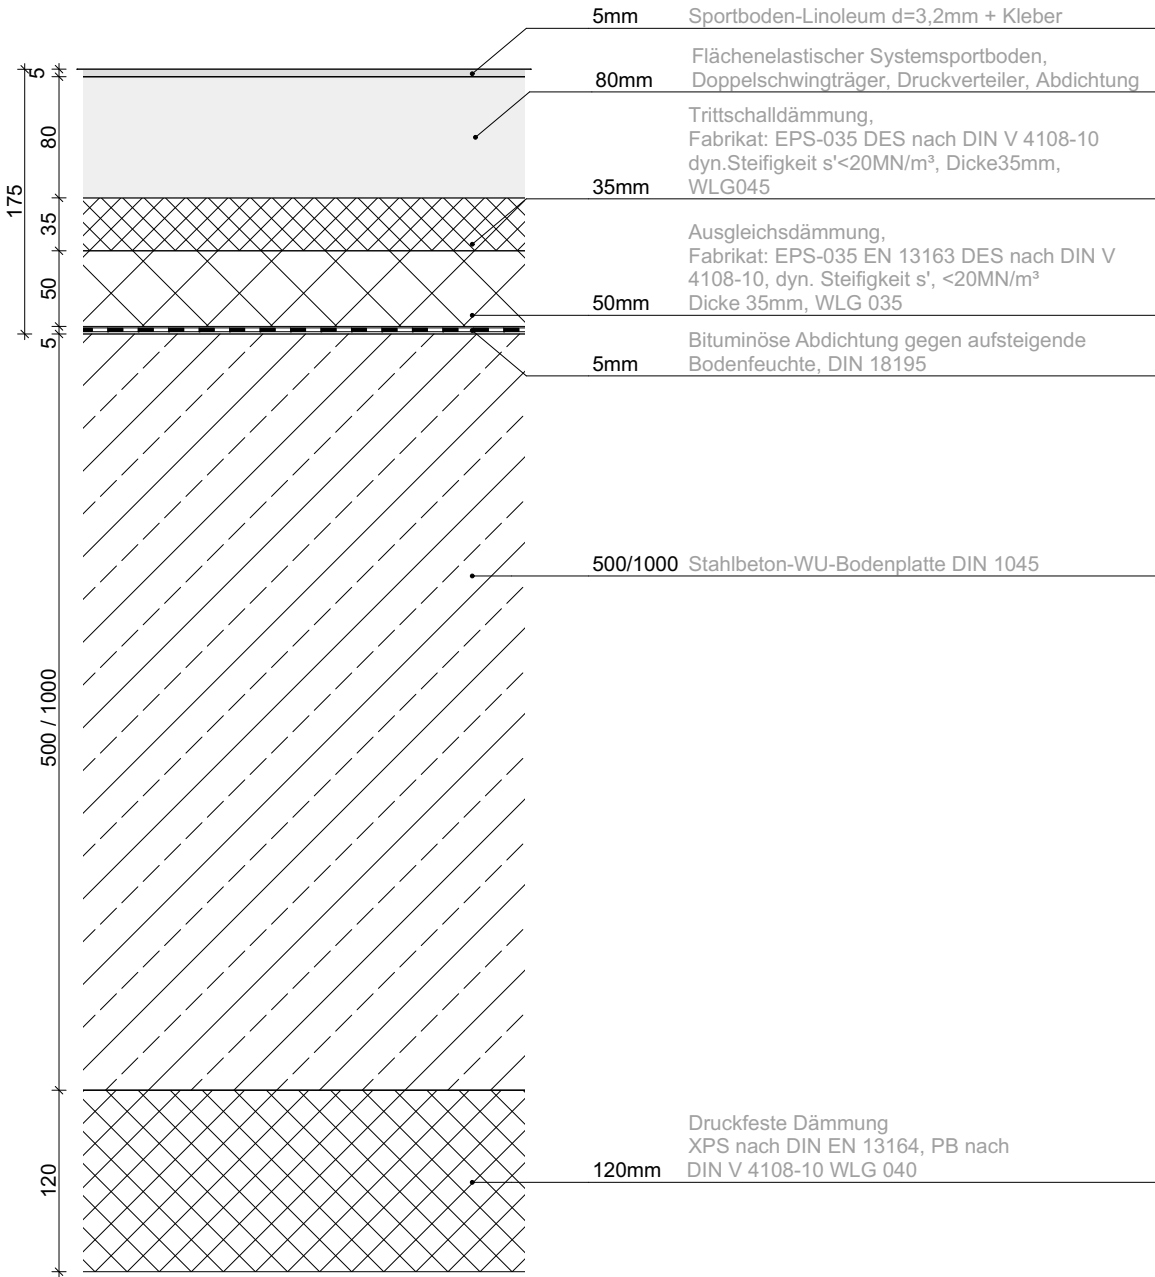 5mm Sportboden-Linoleum d=3,2mm + Kleber
Flächenelastischer Systemsportboden,
80mm Doppelschwingträger, Druckverteiler, Abdichtung
Trittschalldämmung,
Fabrikat: EPS-035 DES nach DIN V 4108-10
dyn.Steifigkeit s'<20MN/m³, Dicke35mm,
35mm WLG045
Ausgleichsdämmung,
Fabrikat: EPS-035 EN 13163 DES nach DIN V
4108-10, dyn. Steifigkeit s', <20MN/m³
50mm Dicke 35mm, WLG 035
Bituminöse Abdichtung gegen aufsteigende
5mm Bodenfeuchte, DIN 18195
500/1000 Stahlbeton-WU-Bodenplatte DIN 1045
Druckfeste Dämmung
XPS nach DIN EN 13164, PB nach
120mm DIN V 4108-10 WLG 040
175
5
80
35
50
5
500 / 1000
120